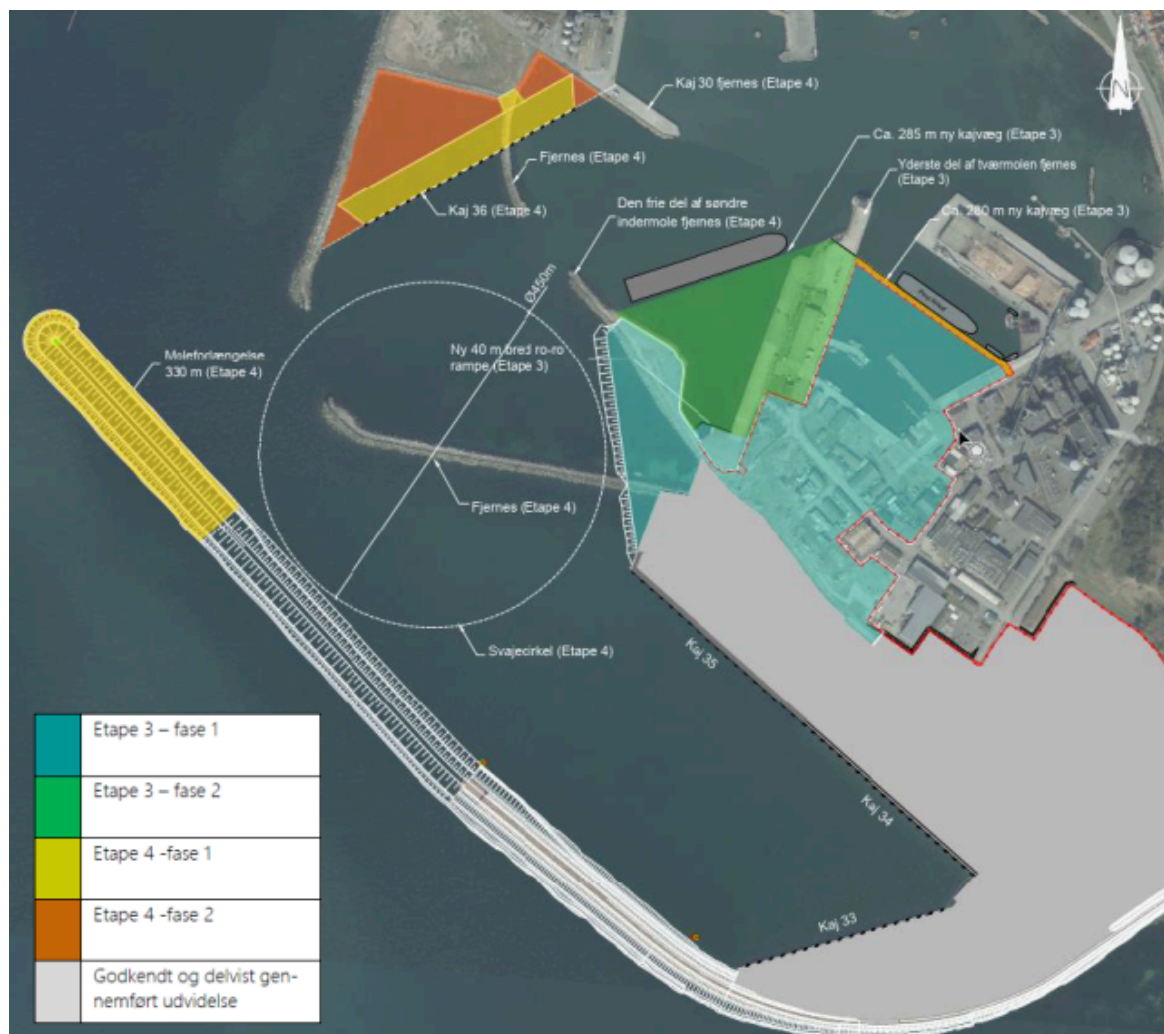 N
Kaj 30 fjernes (Etape 4)
Ca. 285 m ny kajvæg (Etape 3)
Fjernes (Etape 4)
Yderste del af tværmolen fjernes
(Etape 3)
Kaj 36 (Etape 4)
Den frie del af søndre
indermole fjernes (Etape 4)
Ca. 280 m ny kajvæg (Etape 3)
Ø450m
Moleforlængelse
330 m (Etape 4)
Ny 40 m bred ro-ro
rampe (Etape 3)
Fjernes (Etape 4)
Svajecirkel (Etape 4)
Kaj 35
Kaj 34
Kaj 33
Etape 3 – fase 1
Etape 3 – fase 2
Etape 4 -fase 1
Etape 4 -fase 2
Godkendt og delvist gen-
nemført udvidelse